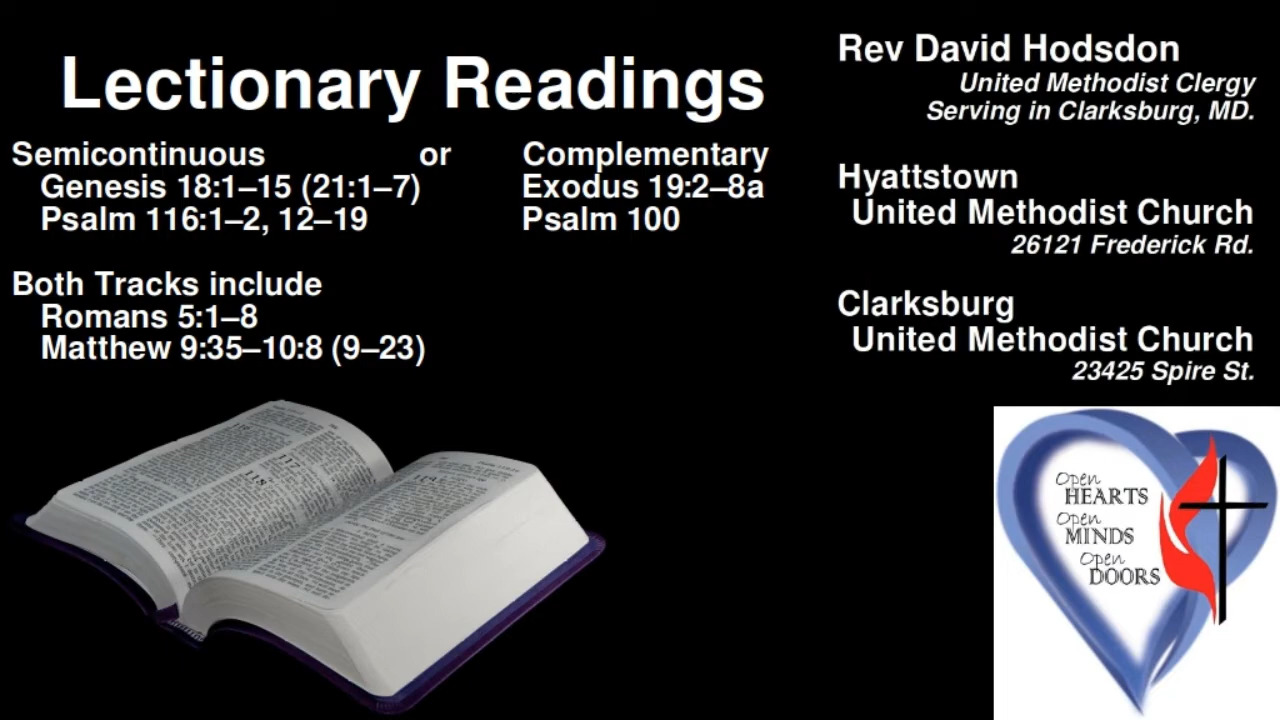 Lectionary Readings
Semicontinuous or Complementary
Genesis 18:1–15 (21:1–7) Exodus 19:2–8a
Psalm 116:1–2, 12–19 Psalm 100
Both Tracks include
Romans 5:1–8
Matthew 9:35–10:8 (9–23)
Rev David Hodsdon
United Methodist Clergy
Serving in Clarksburg, MD.
Hyattstown
United Methodist Church
26121 Frederick Rd.
Clarksburg
United Methodist Church
23425 Spire St.
Open
HEARTS
Open
MINDS
Open
DOORS
117
118